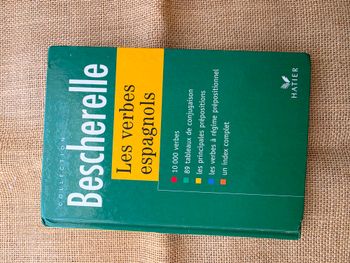 COLLECTION
Bescherelle
Les verbes
espagnols
10 000 verbes
89 tableaux de conjugaison
les principales prépositions
les verbes à régime prépositionnel
un index complet
HATIER